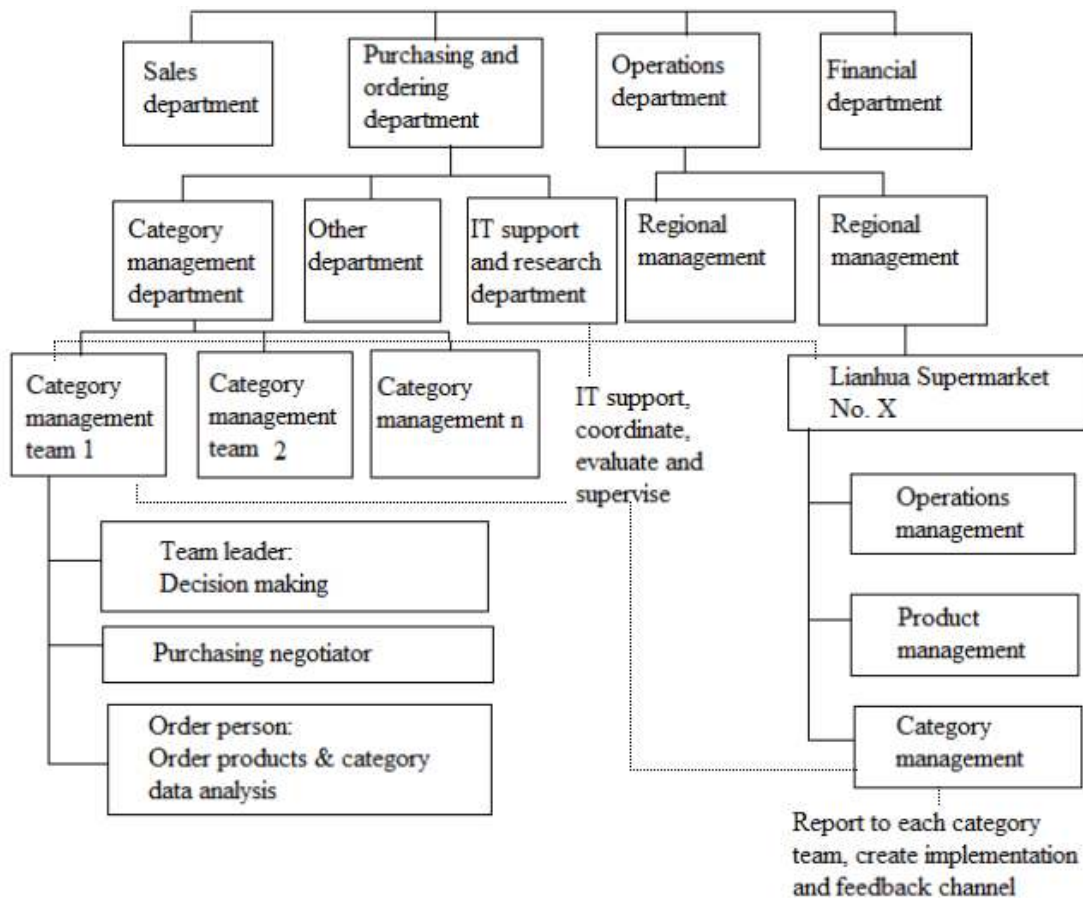 Sales
department
Purchasing and
ordering
department
Operations
department
Financial
department
Category
management
department
Other
department
IT support
and research
department
Regional
management
Regional
management
Category
management
team 1
Category
management
team 2
Category
management n
IT support,
coordinate,
evaluate and
supervise
Lianhua Supermarket
No. X
Operations
management
Team leader:
Decision making
Product
management
Purchasing negotiator
Order person:
Order products & category
data analysis
Category
management
Report to each category
team, create implementation
and feedback channel